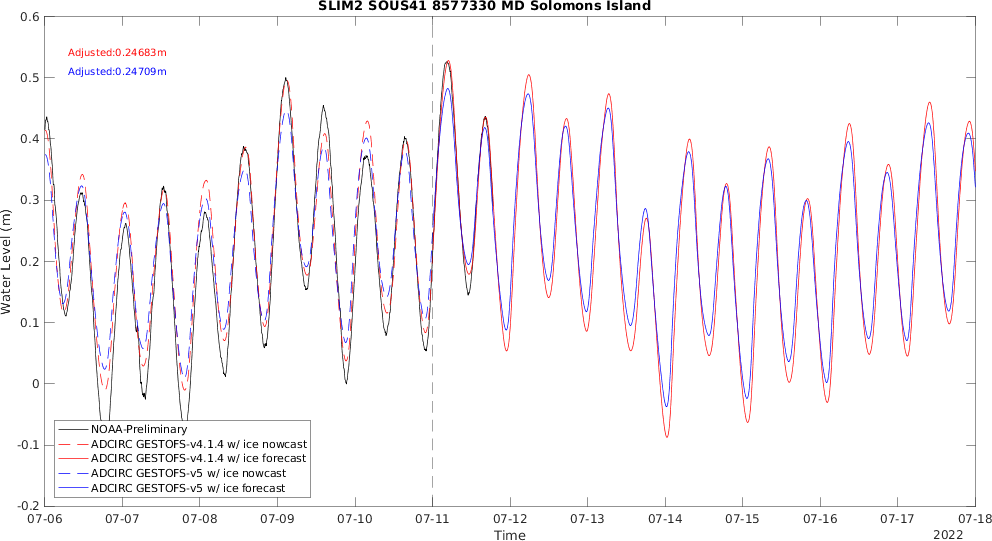 SLIM2 SOUS41 8577330 MD Solomons Island
0.6
Adjusted:0.24683m
Adjusted:0.24709m
0.5
0.4
0.3
0.2
0.1
0
-0.1
-0.2
Water Level (m)
NOAA-Preliminary
ADCIRC GESTOFS-v4.1.4 w/ ice nowcast
ADCIRC GESTOFS-v4.1.4 w/ ice forecast
ADCIRC GESTOFS-v5 w/ ice nowcast
ADCIRC GESTOFS-v5 w/ ice forecast
07-06 07-07 07-08 07-09 07-10 07-11 07-12 07-13 07-14 07-15 07-16 07-17 07-18
Time
2022